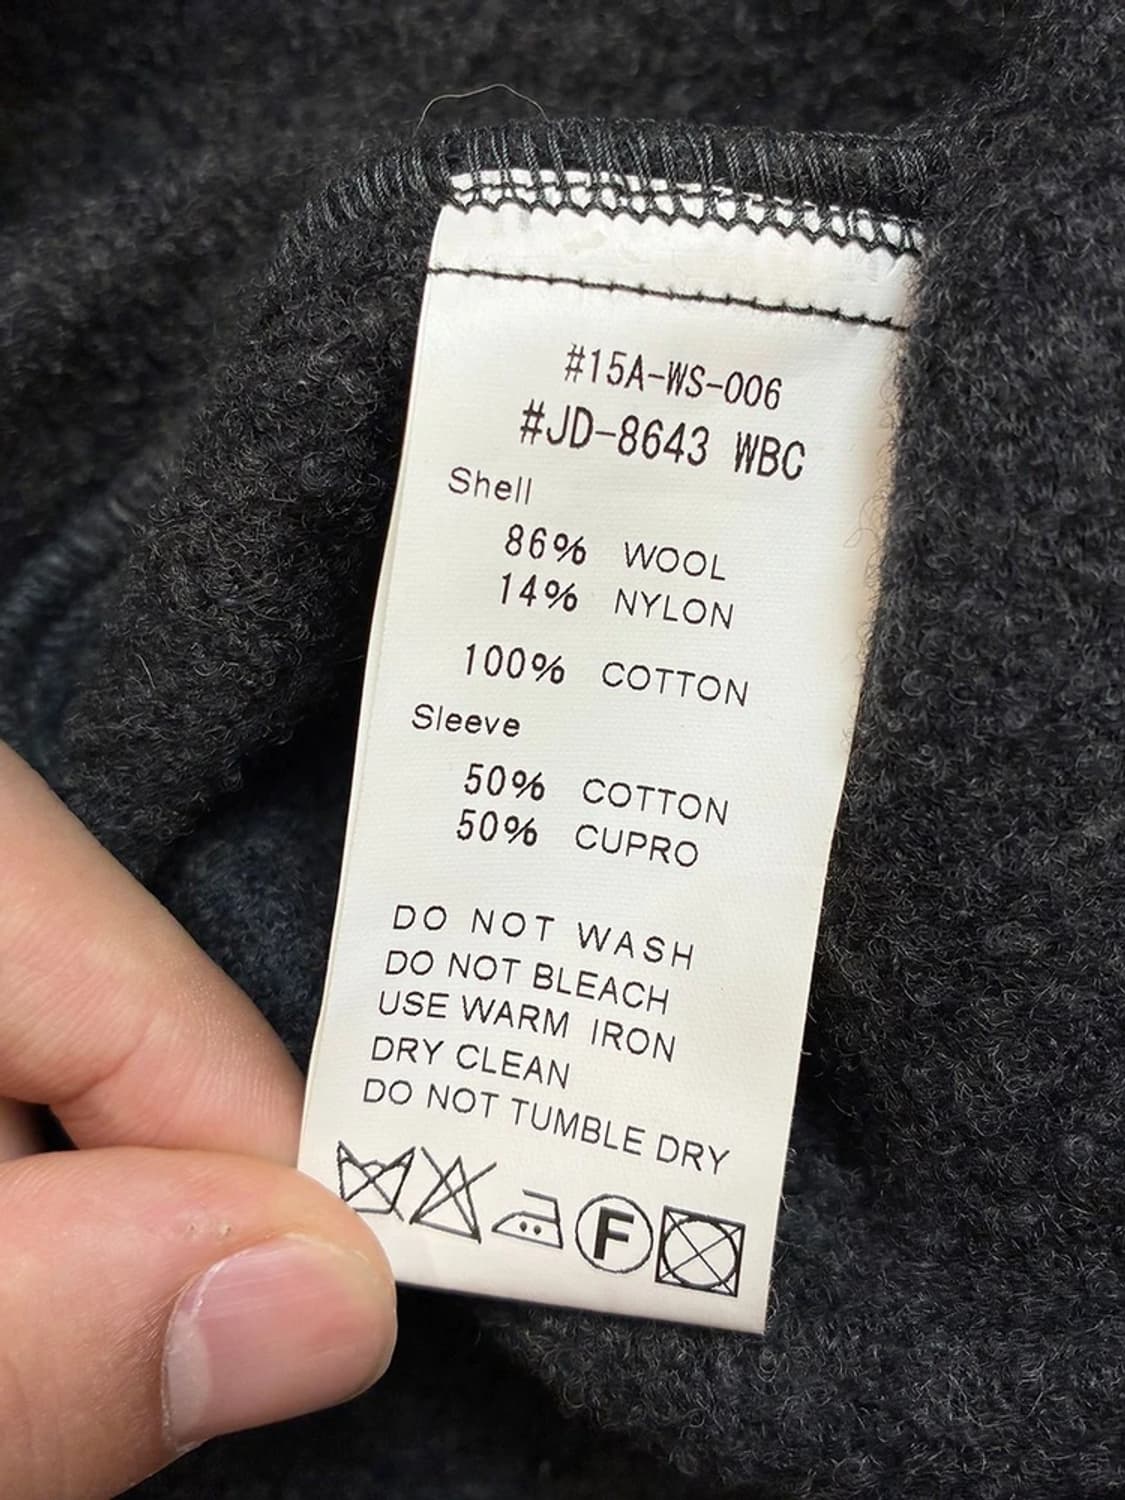 #15A-WS-006
#JD-8643 WBC
Shell
86% WOOL
14% NYLON
100% COTTON
Sleeve
50% COTTON
50% CUPRO
DO NOT WASH
DO NOT BLEACH
USE WARM IRON
DRY CLEAN
DO NOT TUMBLE DRY
F